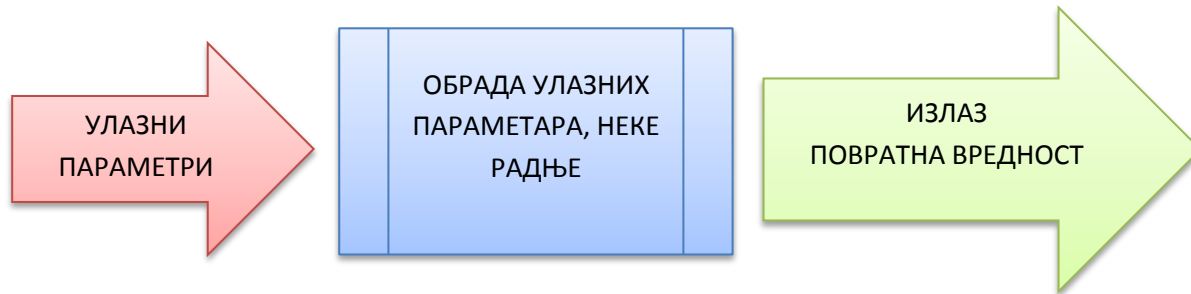 УЛАЗНИ
ПАРАМЕТРИ
ОБРАДА УЛАЗНИХ
ПАРАМЕТАРА, НЕКЕ
РАДЊЕ
ИЗЛАЗ
ПОВРАТНА ВРЕДНОСТ